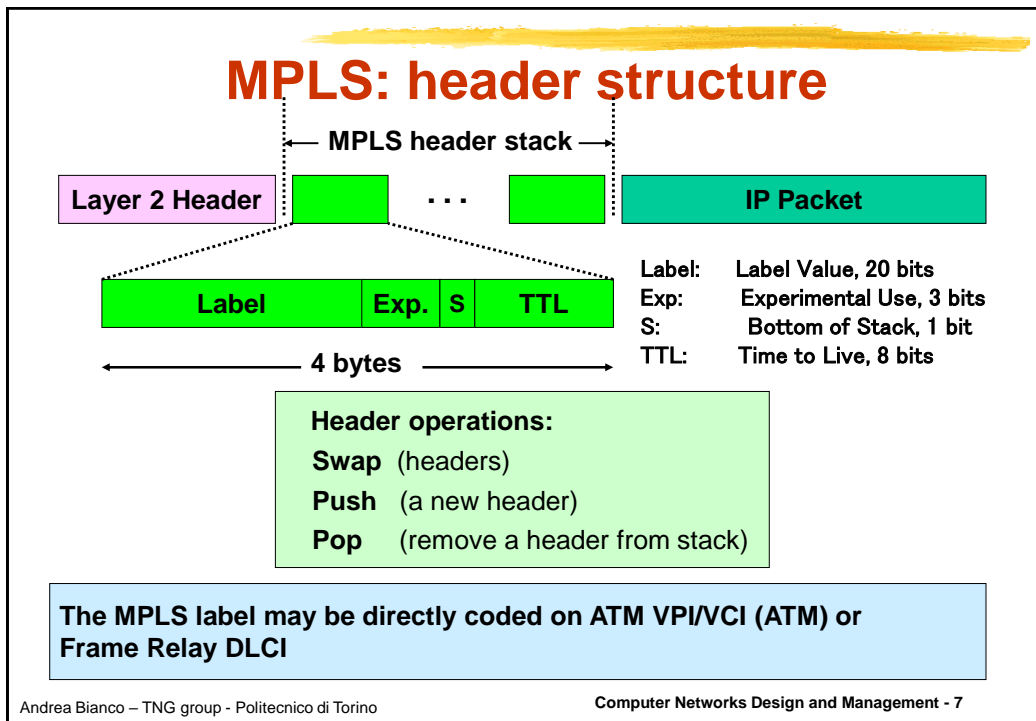 MPLS: header structure
MPLS header stack
Layer 2 Header
. . .
IP Packet
Label Exp. S TTL
4 bytes
Label: Label Value, 20 bits
Exp: Experimental Use, 3 bits
S: Bottom of Stack, 1 bit
TTL: Time to Live, 8 bits
Header operations:
Swap (headers)
Push (a new header)
Pop (remove a header from stack)
The MPLS label may be directly coded on ATM VPI/VCI (ATM) or
Frame Relay DLCI
Andrea Bianco – TNG group - Politecnico di Torino
Computer Networks Design and Management - 7